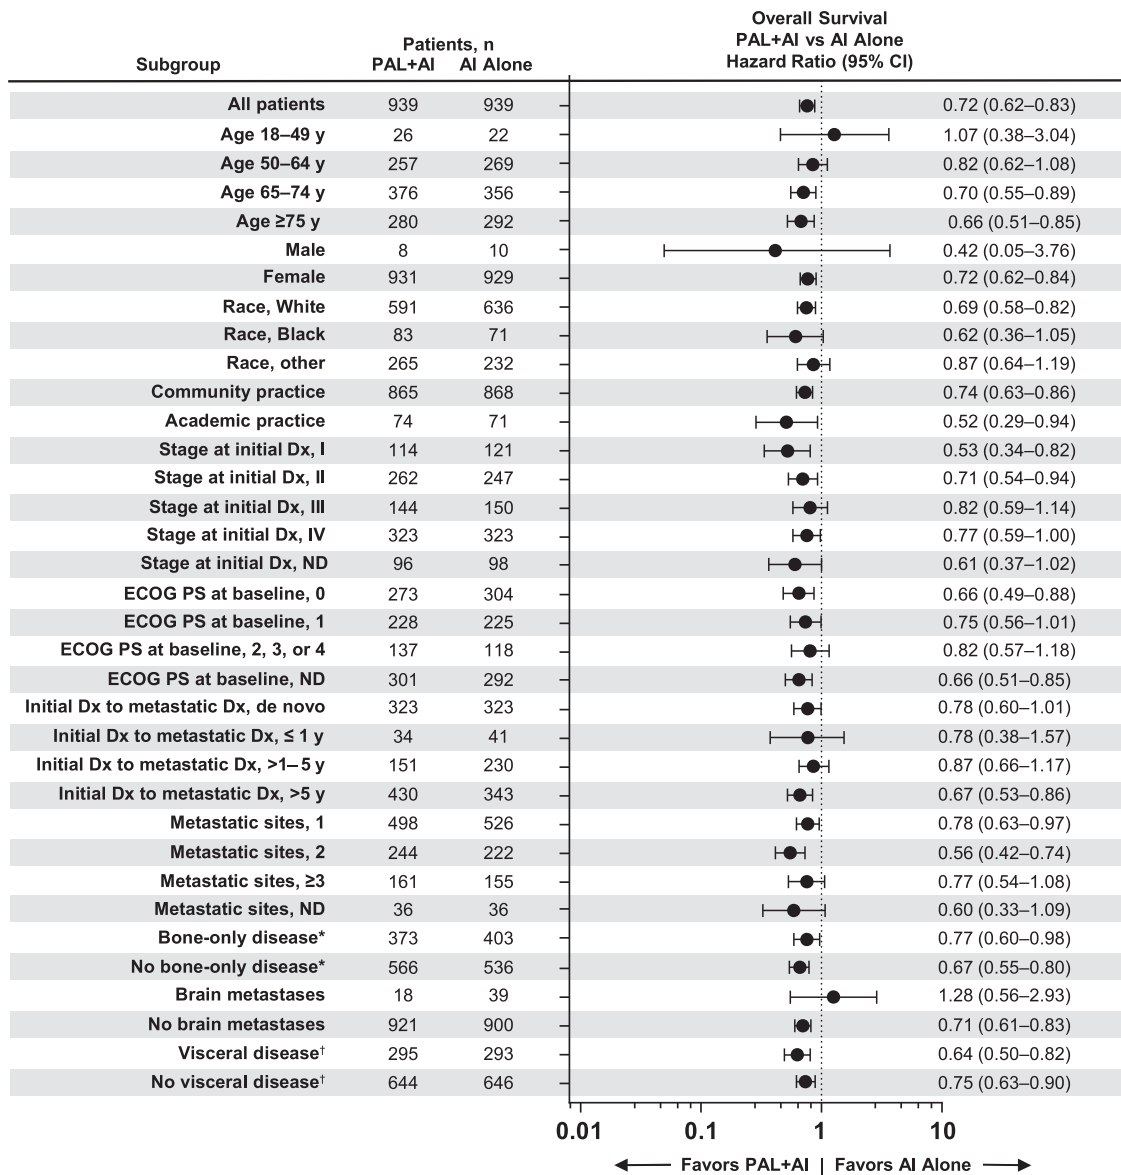 Overall Survival
PAL+AI vs AI Alone
Hazard Ratio (95% CI)
Patients, n
Subgroup PAL+AI AI Alone
All patients 939 939 0.72 (0.62–0.83)
Age 18–49 y 26 22 1.07 (0.38–3.04)
Age 50–64 y 257 269 0.82 (0.62–1.08)
Age 65–74 y 376 356 0.70 (0.55–0.89)
Age ≥75 y 280 292 0.66 (0.51–0.85)
Male 8 10 0.42 (0.05–3.76)
Female 931 929 0.72 (0.62–0.84)
Race, White 591 636 0.69 (0.58–0.82)
Race, Black 83 71 0.62 (0.36–1.05)
Race, other 265 232 0.87 (0.64–1.19)
Community practice 865 868 0.74 (0.63–0.86)
Academic practice 74 71 0.52 (0.29–0.94)
Stage at initial Dx, I 114 121 0.53 (0.34–0.82)
Stage at initial Dx, II 262 247 0.71 (0.54–0.94)
Stage at initial Dx, III 144 150 0.82 (0.59–1.14)
Stage at initial Dx, IV 323 323 0.77 (0.59–1.00)
Stage at initial Dx, ND 96 98 0.61 (0.37–1.02)
ECOG PS at baseline, 0 273 304 0.66 (0.49–0.88)
ECOG PS at baseline, 1 228 225 0.75 (0.56–1.01)
ECOG PS at baseline, 2, 3, or 4 137 118 0.82 (0.57–1.18)
ECOG PS at baseline, ND 301 292 0.66 (0.51–0.85)
Initial Dx to metastatic Dx, de novo 323 323 0.78 (0.60–1.01)
Initial Dx to metastatic Dx, ≤ 1 y 34 41 0.78 (0.38–1.57)
Initial Dx to metastatic Dx, >1–5 y 151 230 0.87 (0.66–1.17)
Initial Dx to metastatic Dx, >5 y 430 343 0.67 (0.53–0.86)
Metastatic sites, 1 498 526 0.78 (0.63–0.97)
Metastatic sites, 2 244 222 0.56 (0.42–0.74)
Metastatic sites, ≥3 161 155 0.77 (0.54–1.08)
Metastatic sites, ND 36 36 0.60 (0.33–1.09)
Bone-only disease* 373 403 0.77 (0.60–0.98)
No bone-only disease* 566 536 0.67 (0.55–0.80)
Brain metastases 18 39 1.28 (0.56–2.93)
No brain metastases 921 900 0.71 (0.61–0.83)
Visceral disease† 295 293 0.64 (0.50–0.82)
No visceral disease† 644 646 0.75 (0.63–0.90)
0.01 0.1 1 10
Favors PAL+AI Favors AI Alone